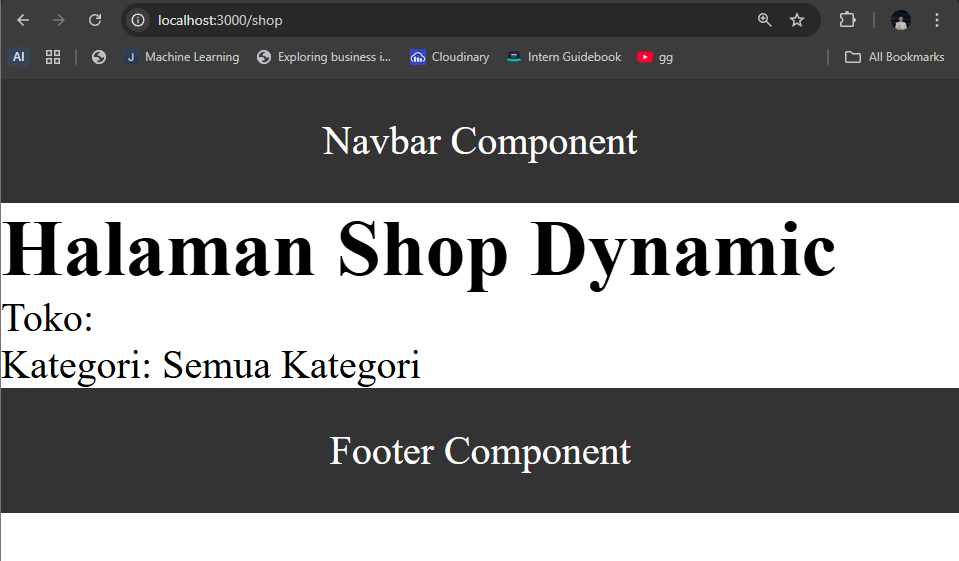 localhost:3000/shop
AI J Machine Learning Exploring business i... Cloudinary Intern Guidebook gg All Bookmarks
Navbar Component
Halaman Shop Dynamic
Toko:
Kategori: Semua Kategori
Footer Component